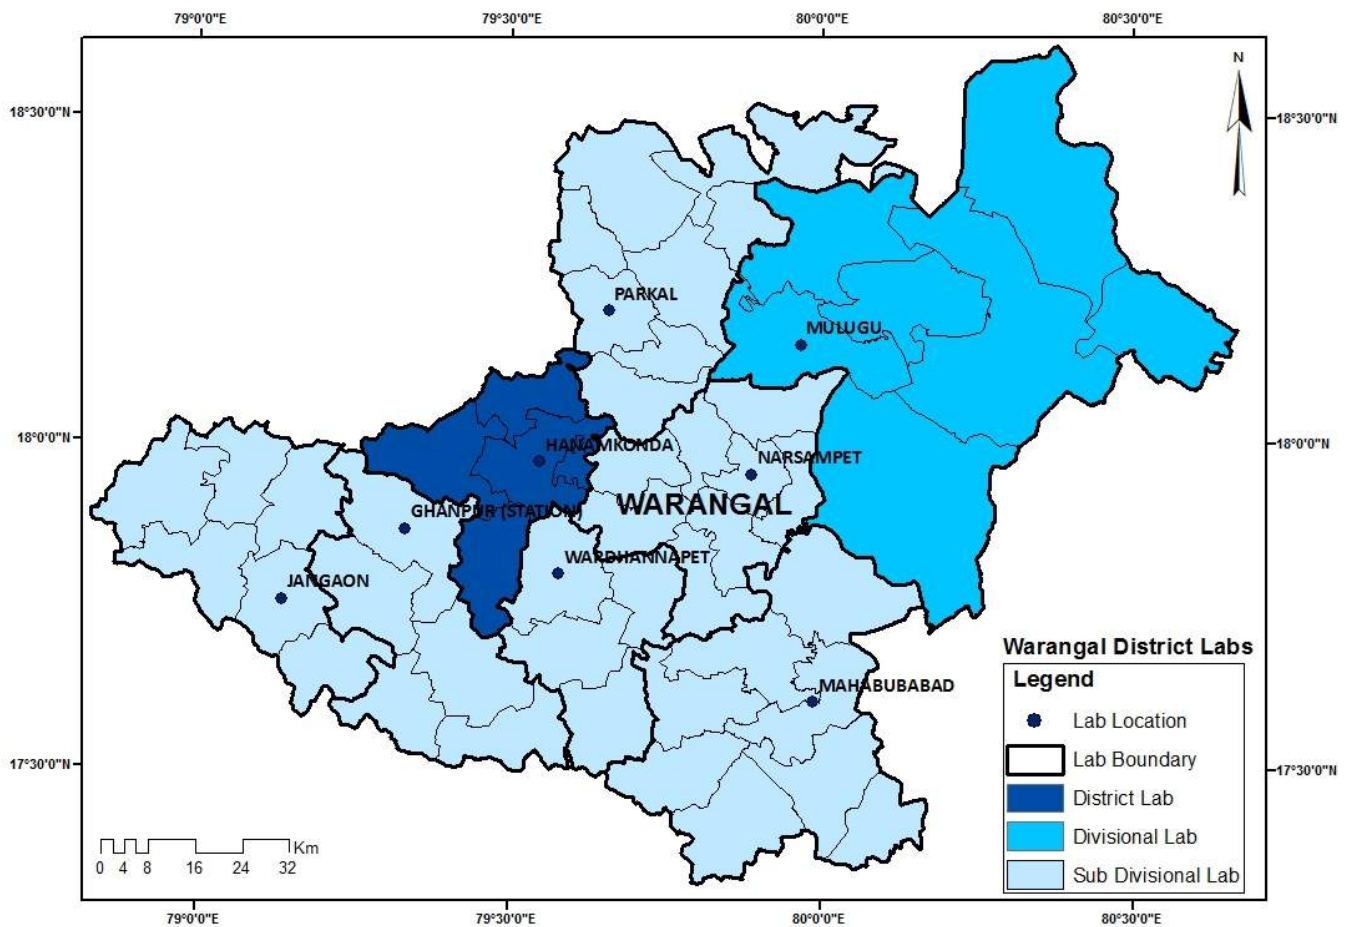 79°0'0"E
79°30'0"E
80°0'0"E
80°30'0"E
N
18°30'0"N
18°30'0"N
PARKAL
MULUGU
18°0'0"N
18°0'0"N
HANAMKONDA
NARSAMPET
WARANGAL
GHANPUR (STATION)
WARDHANNAPET
JANGAON
MAHABUBABAD
Warangal District Labs
Legend
Lab Location
Lab Boundary
District Lab
Divisional Lab
Sub Divisional Lab
17°30'0"N
17°30'0"N
Km
0 4 8 16 24 32
79°0'0"E
79°30'0"E
80°0'0"E
80°30'0"E